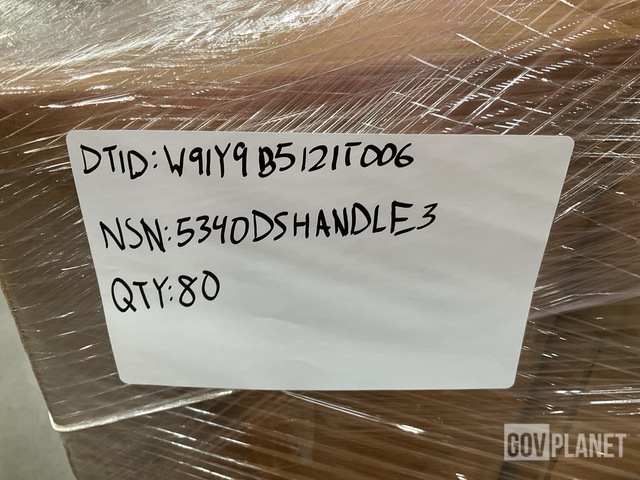 DTID: W91Y9B5121T006
NSN: 5340DSHANDLE3
QTY: 80
GOVPLANET